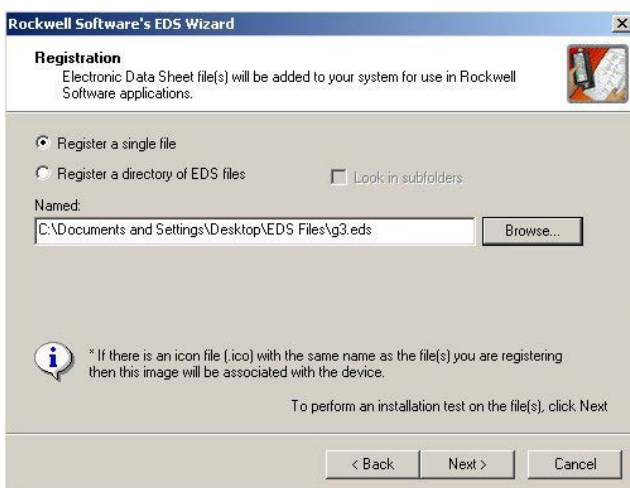 Rockwell Software's EDS Wizard
Registration
Electronic Data Sheet file(s) will be added to your system for use in Rockwell
Software applications.
Register a single file
Register a directory of EDS files
Look in subfolders
Named:
C:\Documents and Settings\Desktop\EDS Files\g3.eds
Browse...
* If there is an icon file (.ico) with the same name as the file(s) you are registering
then this image will be associated with the device.
To perform an installation test on the file(s), click Next
< Back
Next >
Cancel